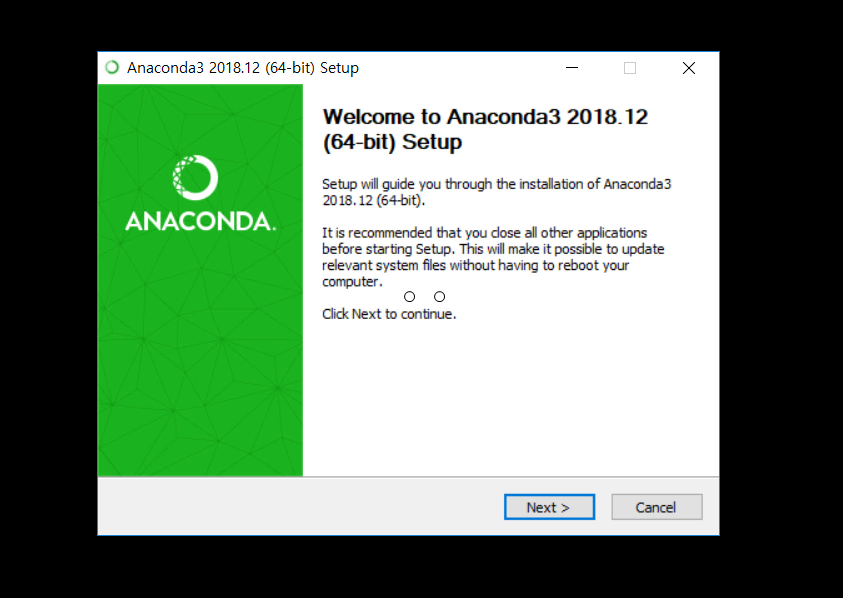 Anaconda3 2018.12 (64-bit) Setup
ANACONDA.
Welcome to Anaconda3 2018.12
(64-bit) Setup
Setup will guide you through the installation of Anaconda3
2018.12 (64-bit).
It is recommended that you close all other applications
before starting Setup. This will make it possible to update
relevant system files without having to reboot your
computer.
Click Next to continue.
Next >
Cancel